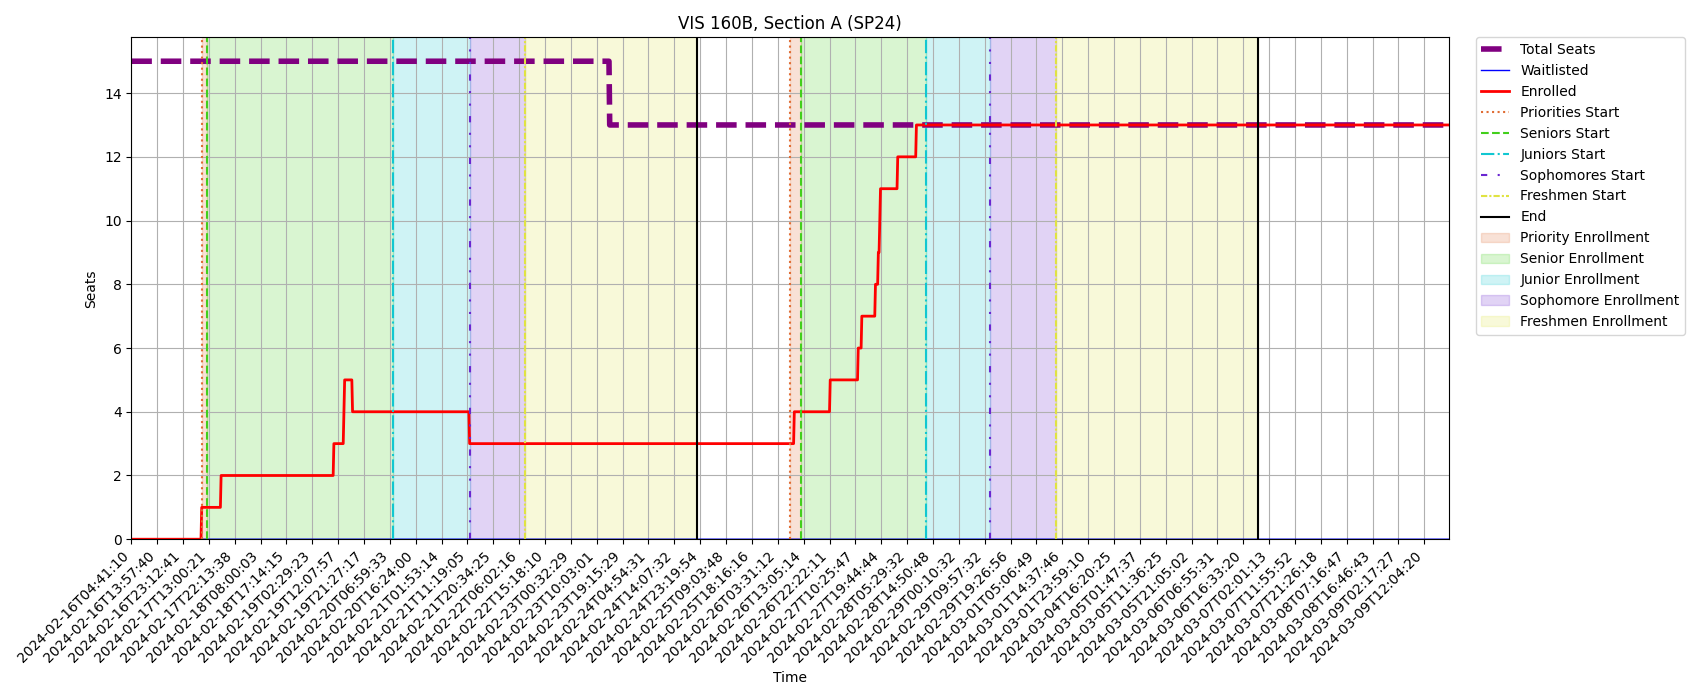 VIS 160B, Section A (SP24)
Total Seats
Waitlisted
Enrolled
Priorities Start
Seniors Start
Juniors Start
Sophomores Start
Freshmen Start
End
Priority Enrollment
Senior Enrollment
Junior Enrollment
Sophomore Enrollment
Freshmen Enrollment
Seats
14
12
10
8
6
4
2
0
2024-02-16T04:41:10
2024-02-16T13:57:40
2024-02-16T23:12:41
2024-02-17T13:00:21
2024-02-17T22:13:38
2024-02-18T08:00:03
2024-02-18T17:14:15
2024-02-19T02:29:23
2024-02-19T12:07:57
2024-02-19T21:27:17
2024-02-20T06:59:33
2024-02-20T16:24:00
2024-02-21T01:53:14
2024-02-21T11:19:05
2024-02-21T20:34:25
2024-02-22T06:02:16
2024-02-22T15:18:10
2024-02-23T00:32:29
2024-02-23T10:03:01
2024-02-23T19:15:29
2024-02-24T04:54:31
2024-02-24T14:07:32
2024-02-24T23:19:54
2024-02-25T09:03:48
2024-02-25T18:16:16
2024-02-26T03:31:12
2024-02-26T13:05:14
2024-02-26T22:22:11
2024-02-27T10:25:47
2024-02-27T19:44:44
2024-02-28T05:29:32
2024-02-28T14:50:48
2024-02-29T00:10:32
2024-02-29T09:57:32
2024-02-29T19:26:56
2024-03-01T05:06:49
2024-03-01T14:37:46
2024-03-01T23:59:10
2024-03-04T16:20:25
2024-03-05T01:47:37
2024-03-05T11:36:25
2024-03-05T21:05:02
2024-03-06T06:55:31
2024-03-06T16:33:20
2024-03-07T02:01:13
2024-03-07T11:55:52
2024-03-07T21:26:18
2024-03-08T07:16:47
2024-03-08T16:46:43
2024-03-09T02:17:27
2024-03-09T12:04:20
Time